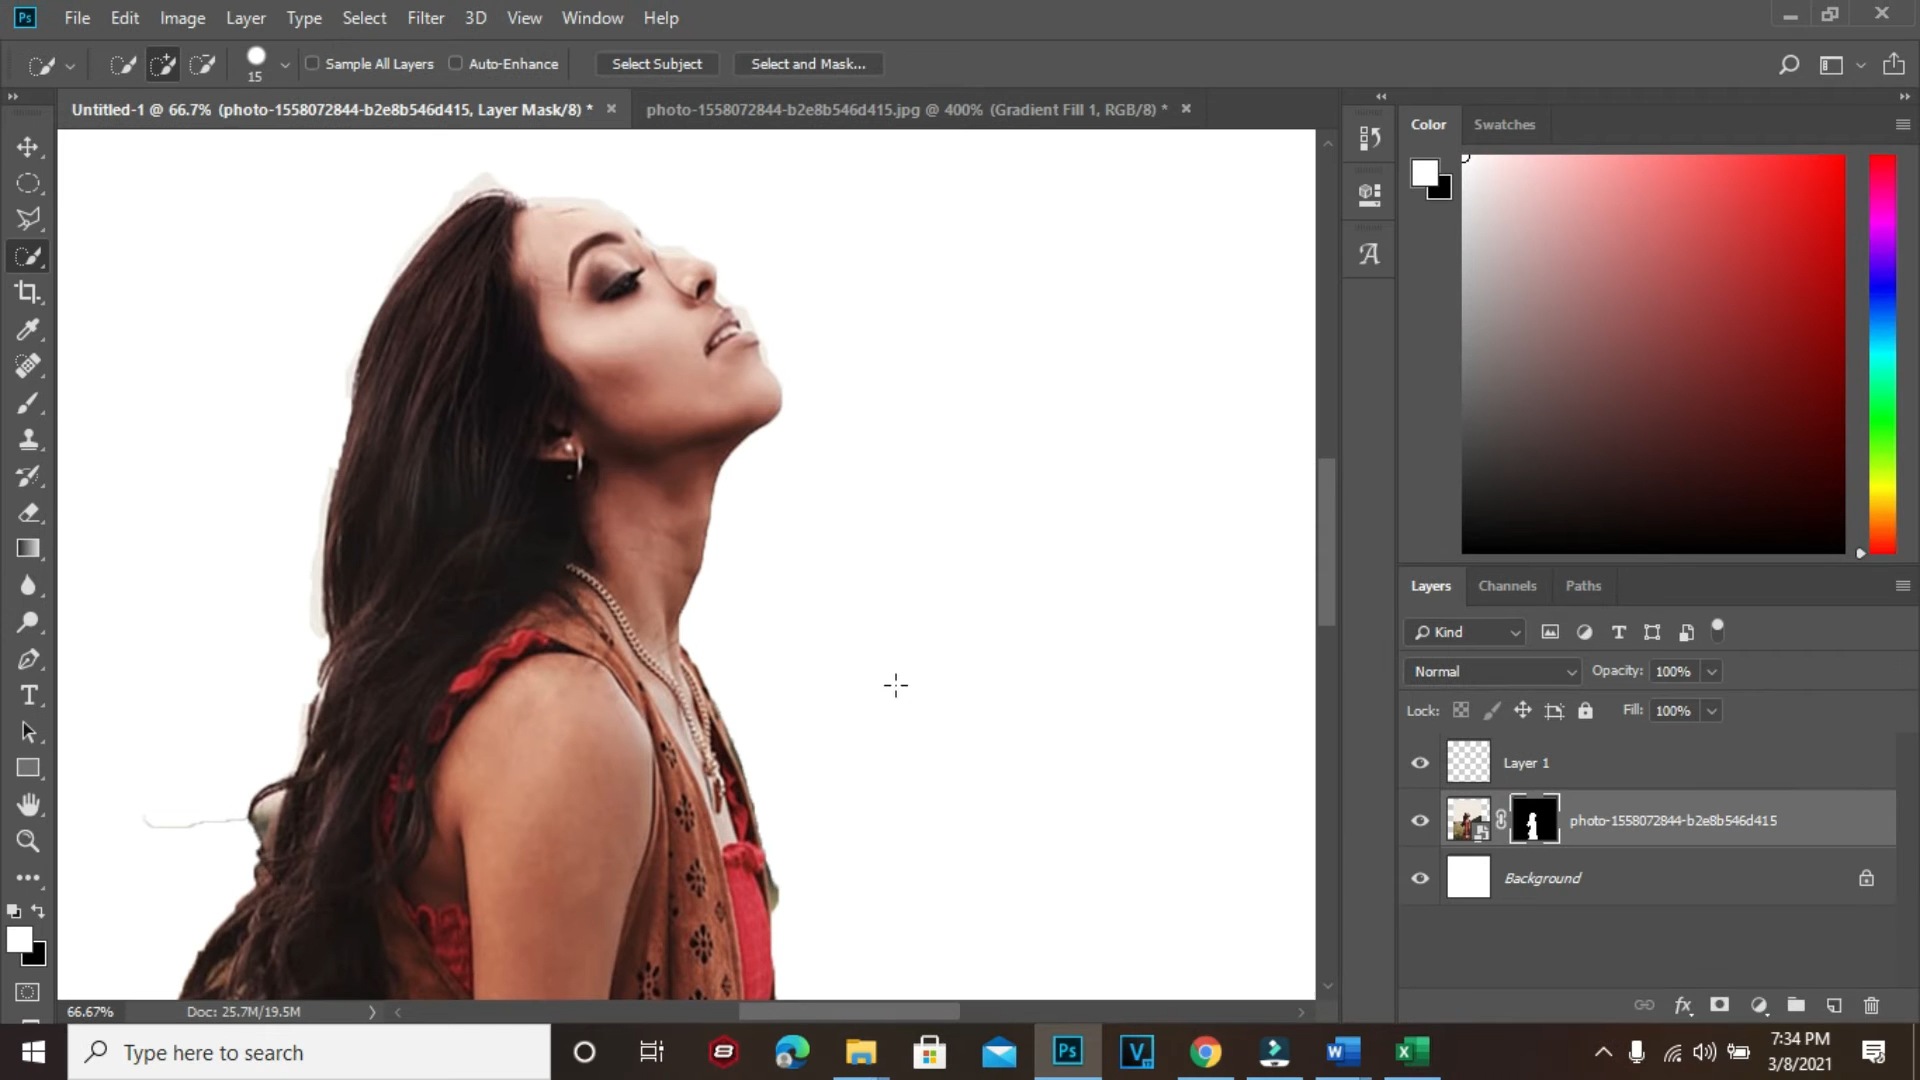 Ps File Edit Image Layer Type Select Filter 3D View Window Help
15 Sample All Layers Auto-Enhance Select Subject Select and Mask...
Untitled-1 @ 66.7% (photo-1558072844-b2e8b546d415, Layer Mask/8) * × photo-1558072844-b2e8b546d415.jpg @ 400% (Gradient Fill 1, RGB/8) * ×
Color Swatches
Layers Channels Paths
Kind
Normal Opacity: 100%
Lock: Fill: 100%
Layer 1
photo-1558072844-b2e8b546d415
Background
fx
66.67% Doc: 25.7M/19.5M
Type here to search
Ps V W X
7:34 PM
3/8/2021